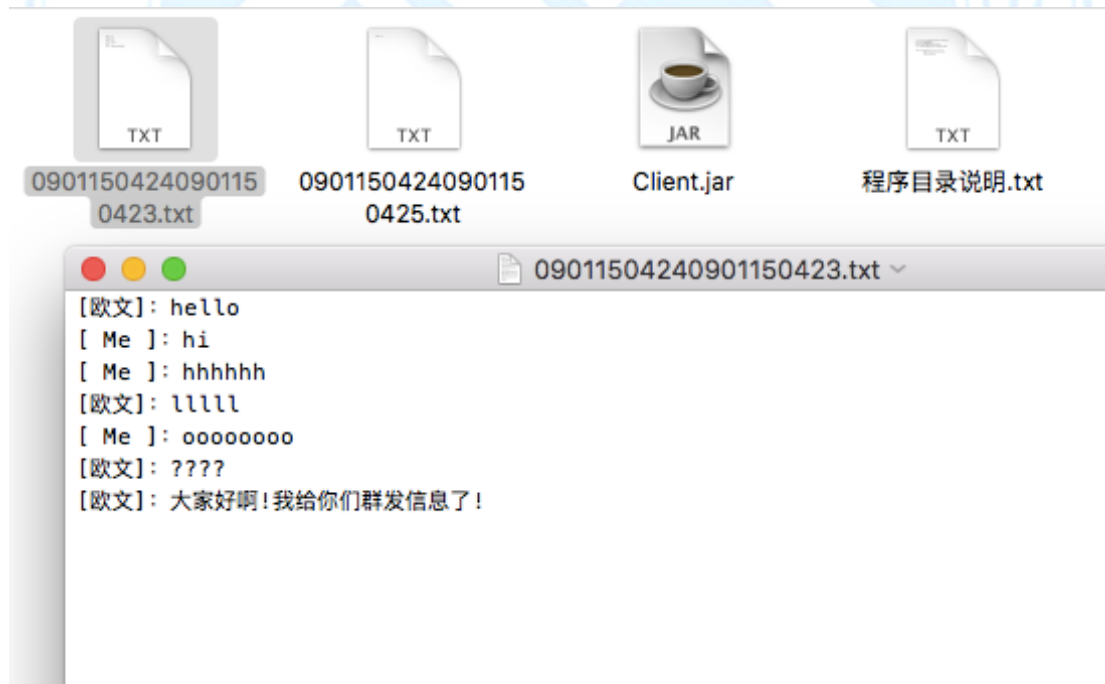 TXT
TXT
JAR
TXT
0901150424090115
0423.txt
0901150424090115
0425.txt
Client.jar
程序目录说明.txt
09011504240901150423.txt
[欧文]: hello
[ Me ]: hi
[ Me ]: hhhhhh
[欧文]: lllll
[ Me ]: oooooooo
[欧文]: ????
[欧文]: 大家好啊!我给你们群发信息了!